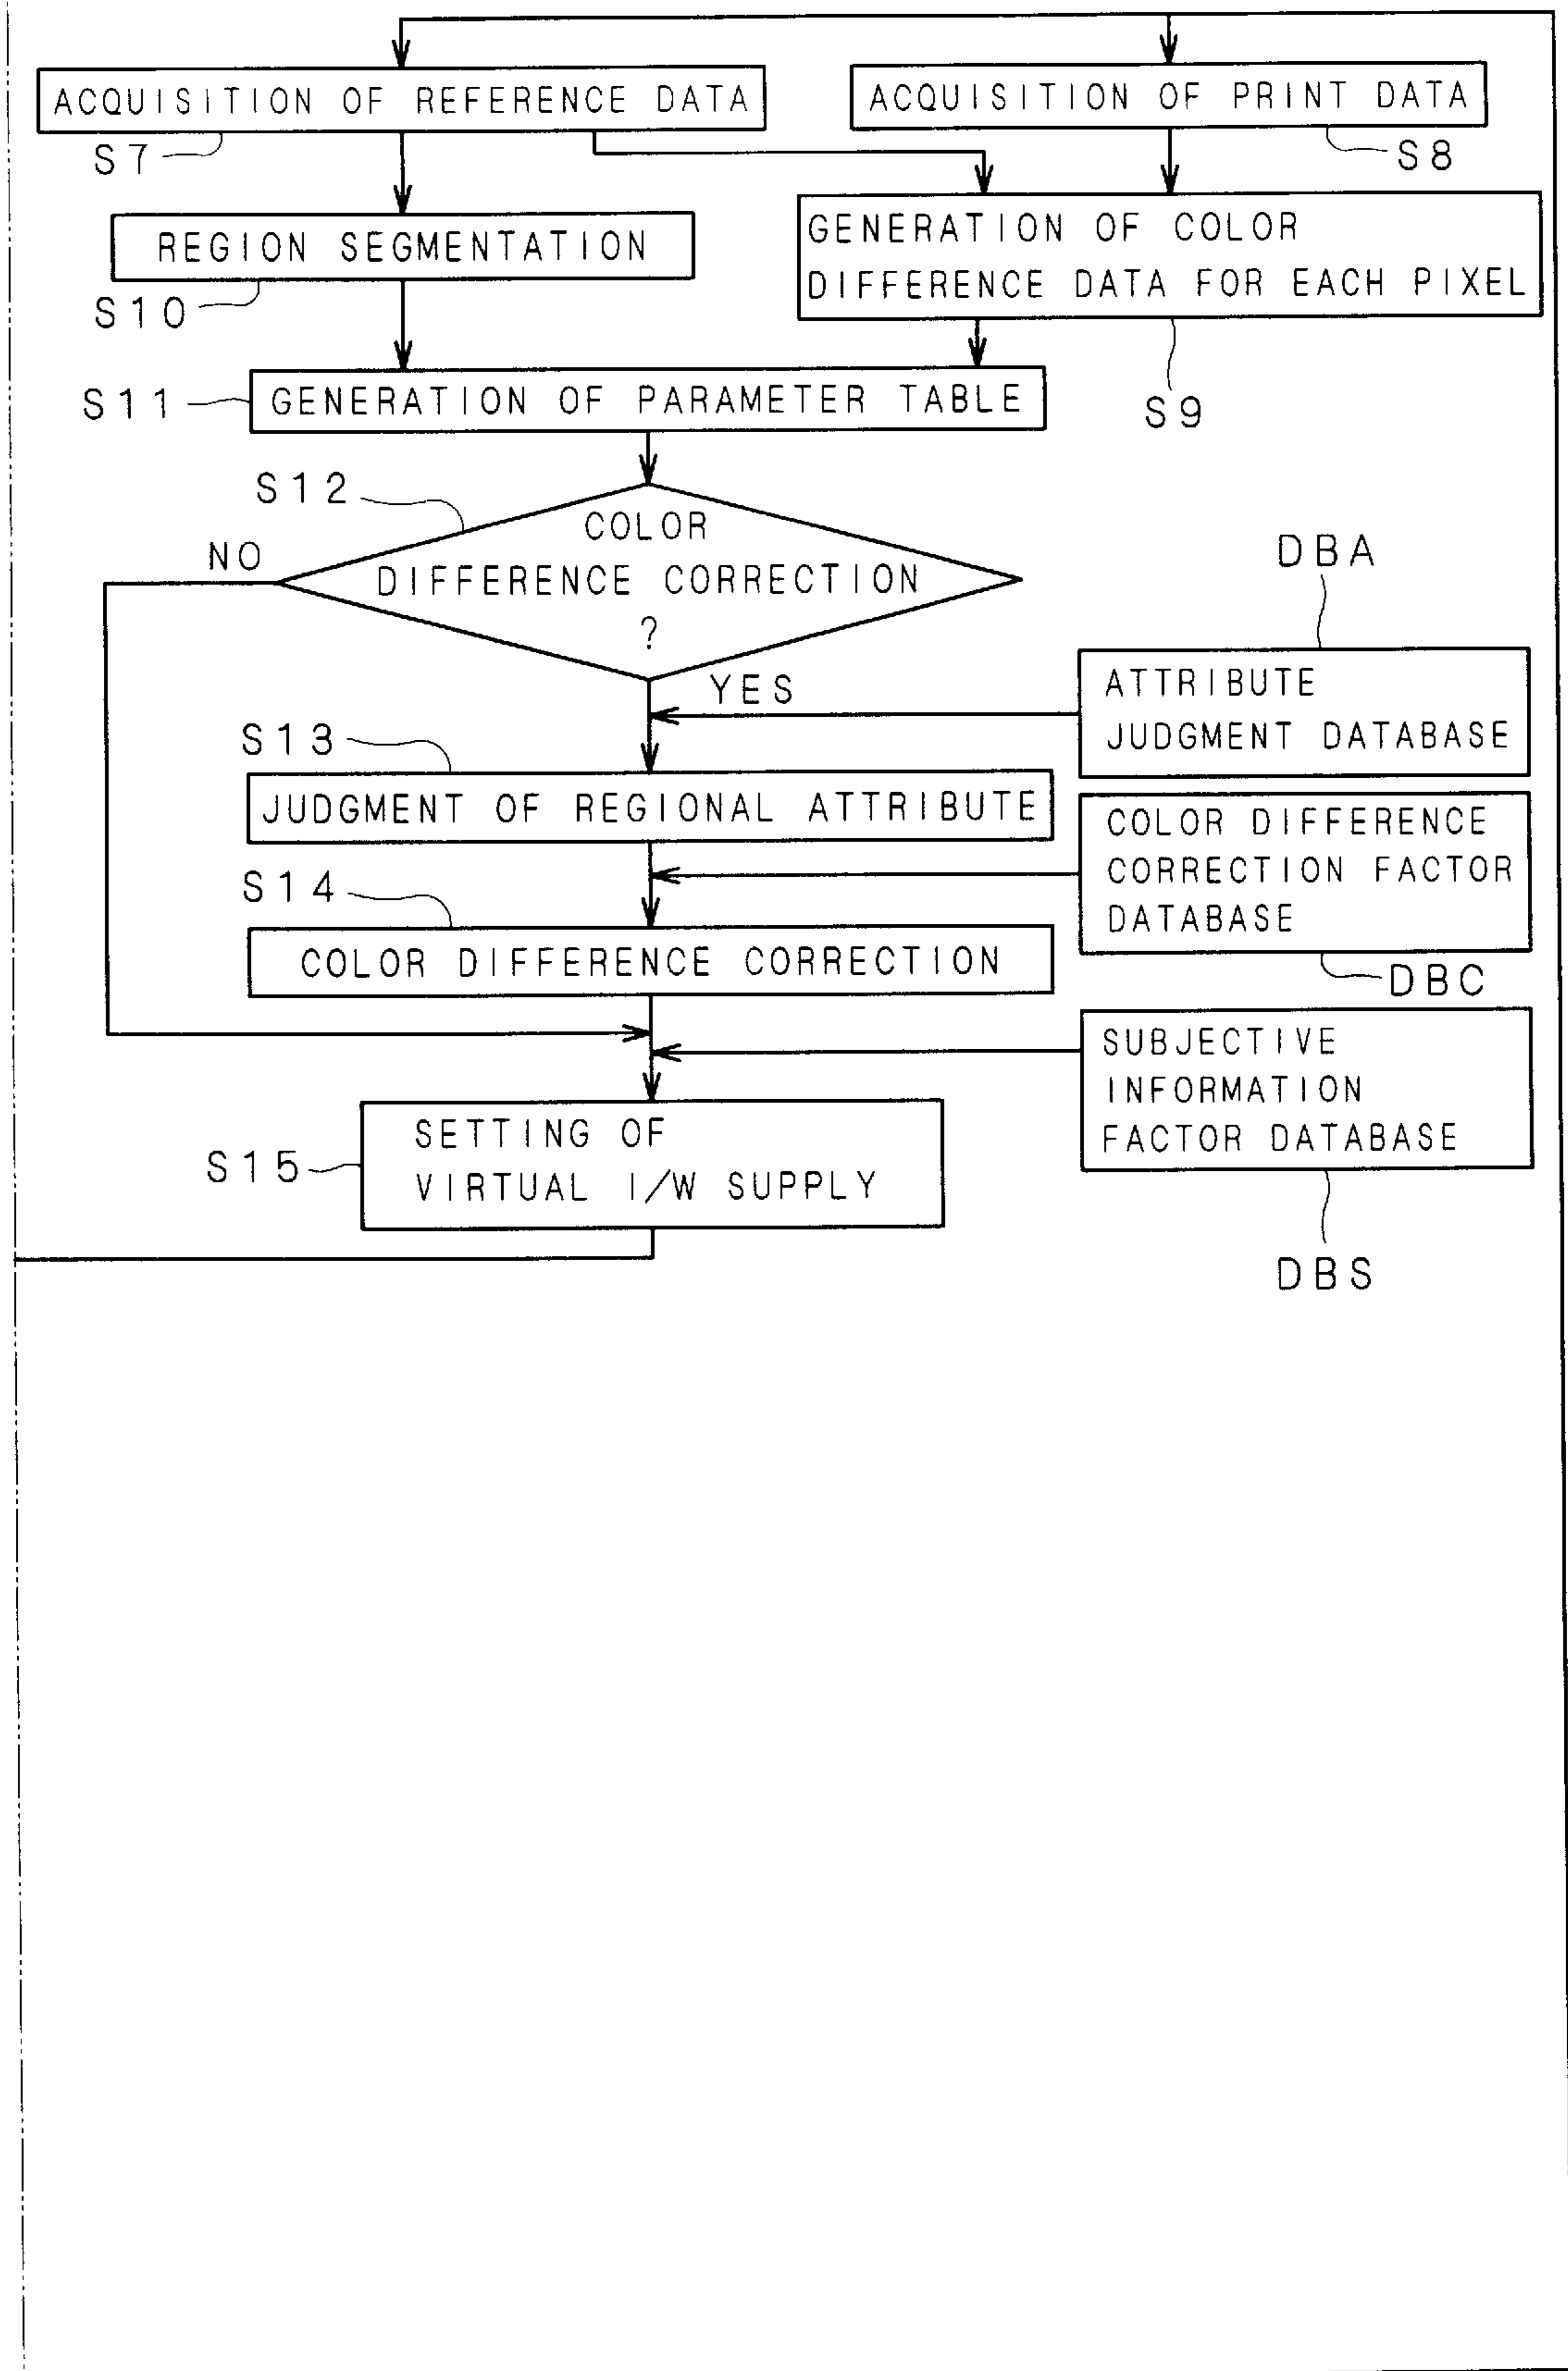 ACQUISITION OF REFERENCE DATA
ACQUISITION OF PRINT DATA
S7
S8
REGION SEGMENTATION
GENERATION OF COLOR
DIFFERENCE DATA FOR EACH PIXEL
S10
S11
GENERATION OF PARAMETER TABLE
S9
S12
COLOR
DIFFERENCE CORRECTION
?
NO
YES
DBA
ATTRIBUTE
JUDGMENT DATABASE
S13
JUDGMENT OF REGIONAL ATTRIBUTE
COLOR DIFFERENCE
CORRECTION FACTOR
DATABASE
S14
COLOR DIFFERENCE CORRECTION
DBC
SUBJECTIVE
INFORMATION
FACTOR DATABASE
S15
SETTING OF
VIRTUAL I/W SUPPLY
DBS